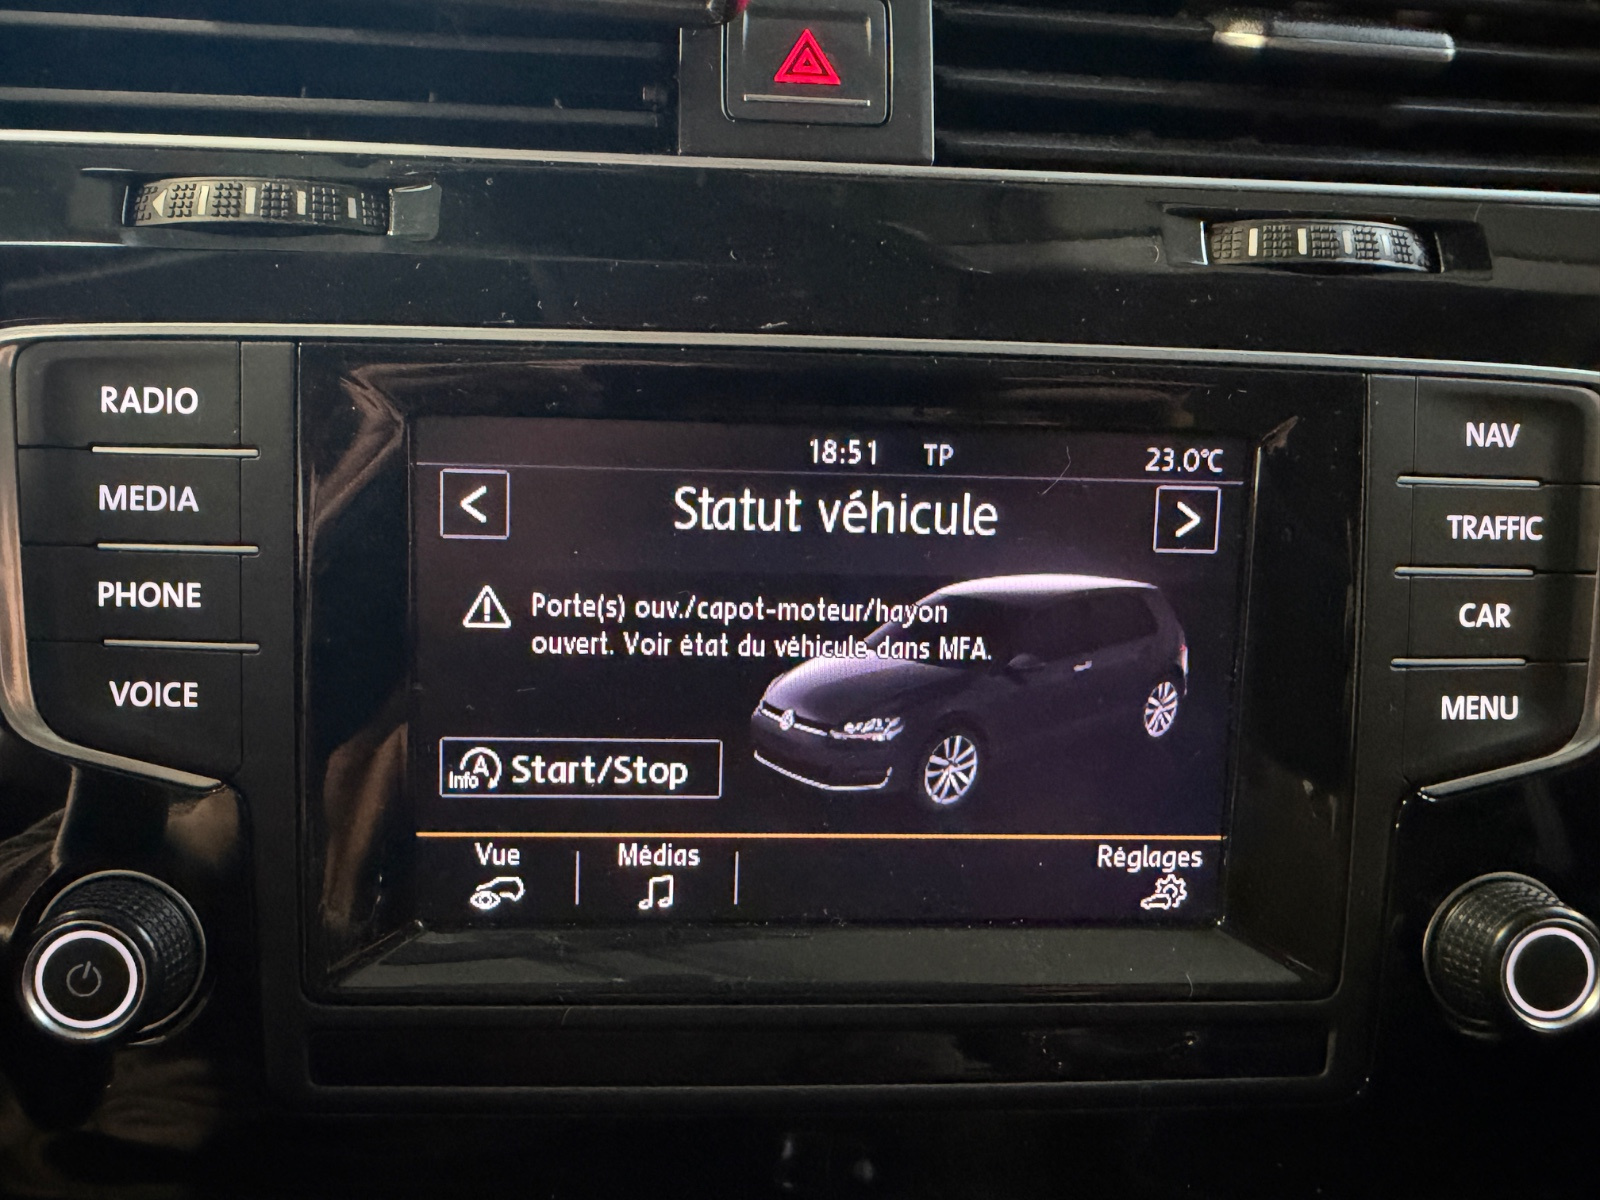 RADIO
MEDIA
PHONE
VOICE
18:51 TP 23.0°C
< Statut véhicule >
Porte(s) ouv./capot-moteur/hayon
ouvert. Voir état du véhicule dans MFA.
Info A Start/Stop
Vue
Médias
Réglages
NAV
TRAFFIC
CAR
MENU